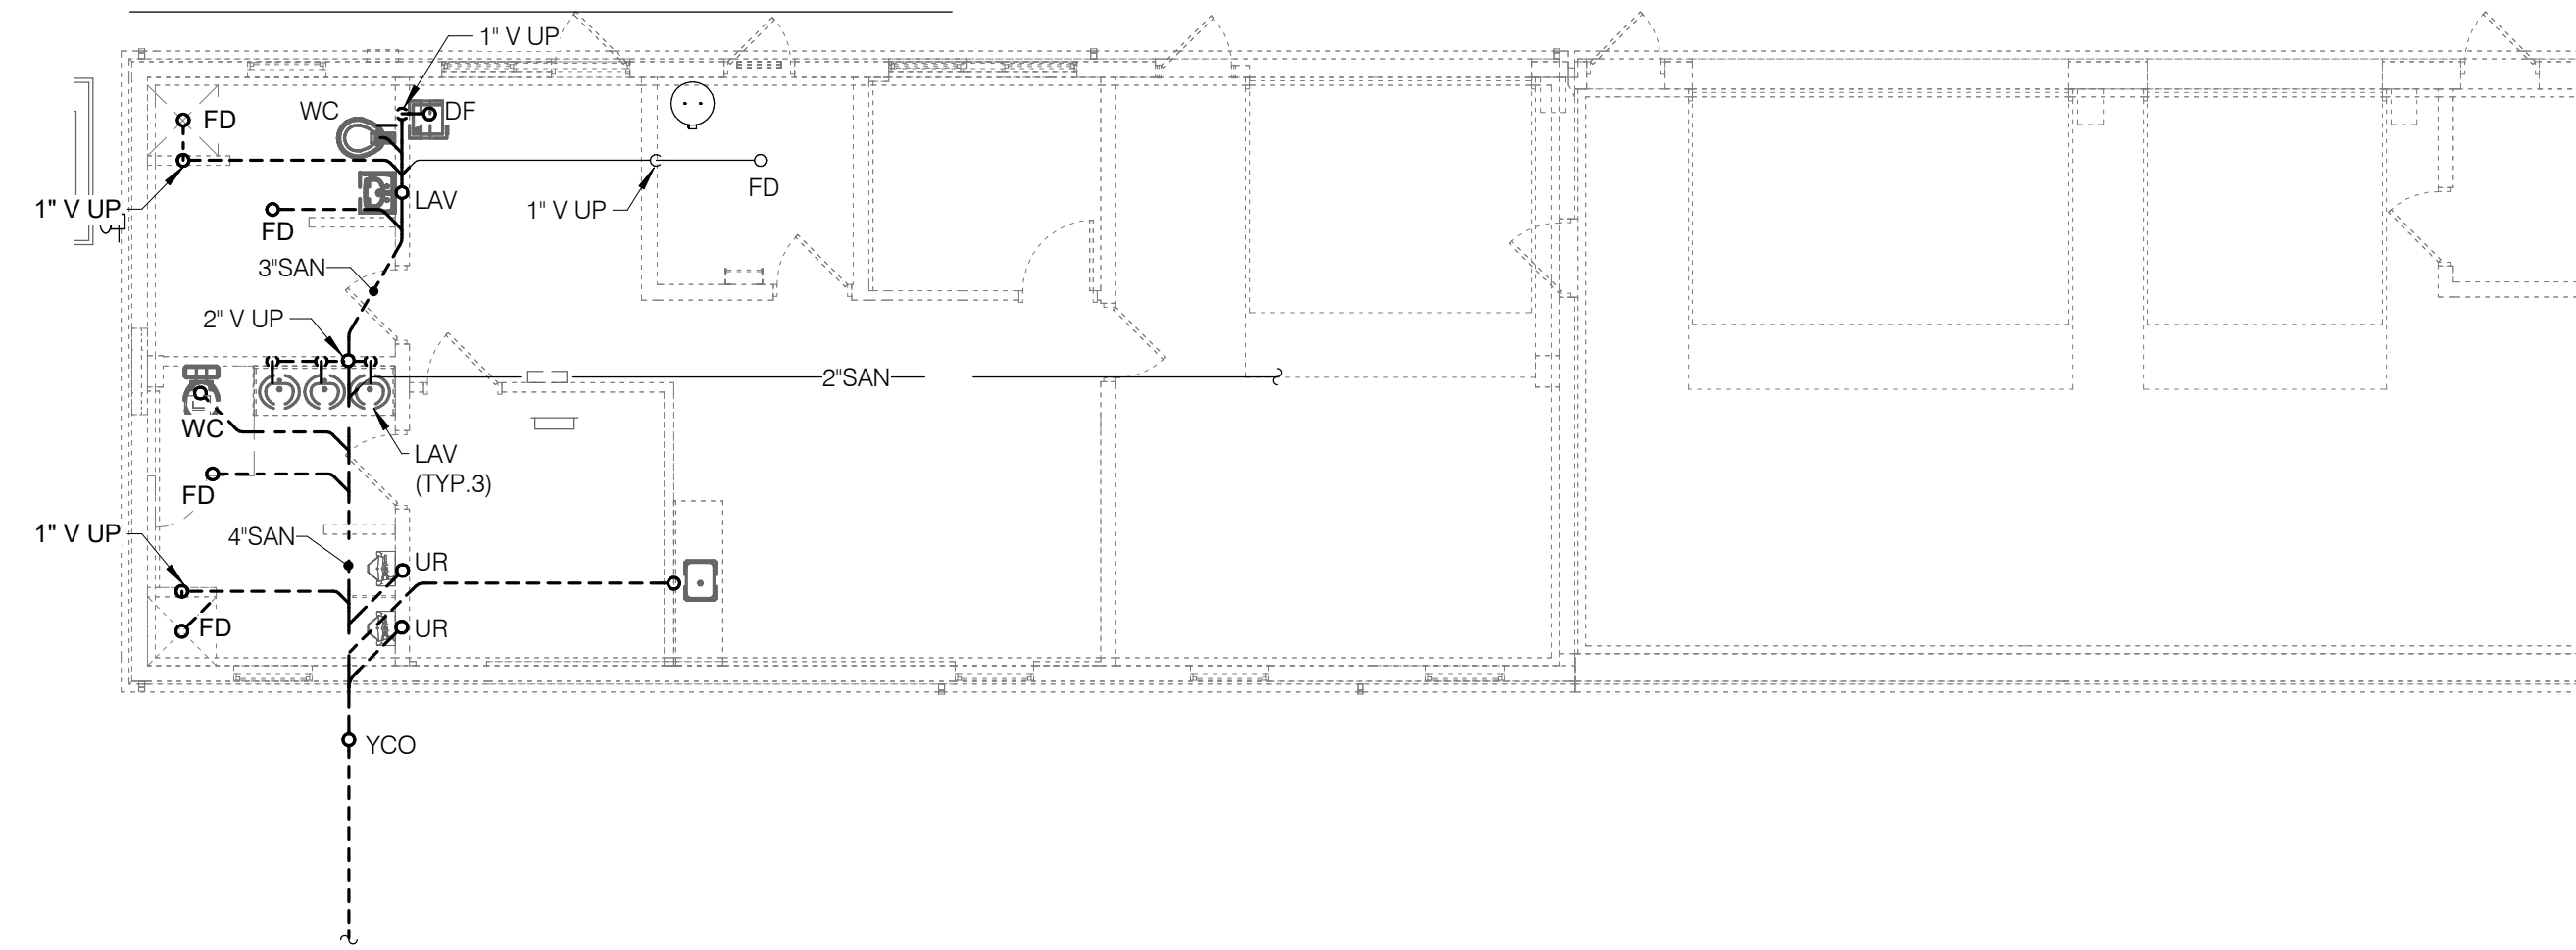 1" V UP
WC
DF
FD
FD
1" V UP
LAV
1" V UP
FD
3"SAN
2" V UP
2"SAN
WC
LAV
(TYP.3)
FD
1" V UP
4"SAN
UR
FD
UR
YCO